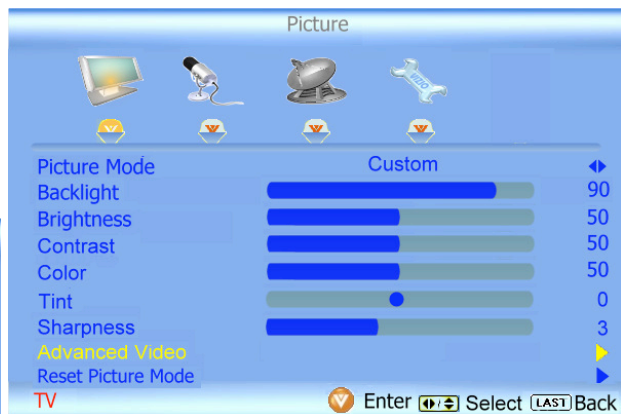 Picture
VIZIO
Picture Mode Custom
Backlight 90
Brightness 50
Contrast 50
Color 50
Tint 0
Sharpness 3
Advanced Video
Reset Picture Mode
TV Enter Select LAST Back